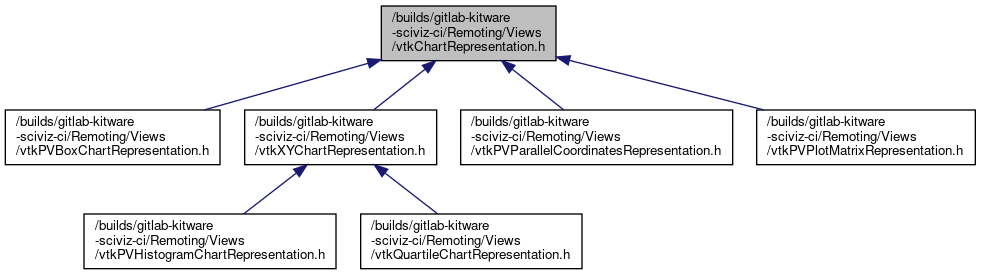 /builds/gitlab-kitware
-sciviz-ci/Remoting/Views
/vtkChartRepresentation.h
/builds/gitlab-kitware
-sciviz-ci/Remoting/Views
/vtkPVBoxChartRepresentation.h
/builds/gitlab-kitware
-sciviz-ci/Remoting/Views
/vtkXYChartRepresentation.h
/builds/gitlab-kitware
-sciviz-ci/Remoting/Views
/vtkPVParallelCoordinatesRepresentation.h
/builds/gitlab-kitware
-sciviz-ci/Remoting/Views
/vtkPVPlotMatrixRepresentation.h
/builds/gitlab-kitware
-sciviz-ci/Remoting/Views
/vtkPVHistogramChartRepresentation.h
/builds/gitlab-kitware
-sciviz-ci/Remoting/Views
/vtkQuartileChartRepresentation.h